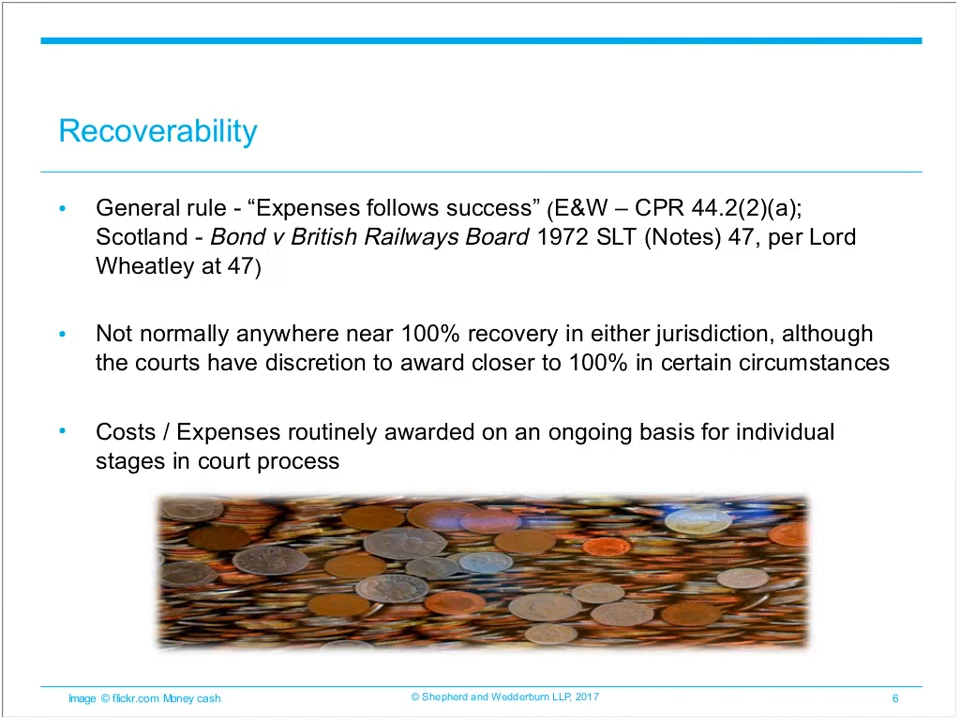 Recoverability
• General rule - “Expenses follows success” (E&W – CPR 44.2(2)(a);
Scotland - Bond v British Railways Board 1972 SLT (Notes) 47, per Lord
Wheatley at 47)
• Not normally anywhere near 100% recovery in either jurisdiction, although
the courts have discretion to award closer to 100% in certain circumstances
• Costs / Expenses routinely awarded on an ongoing basis for individual
stages in court process
Image © flickr.com Money cash
© Shepherd and Wedderburn LLP, 2017
6